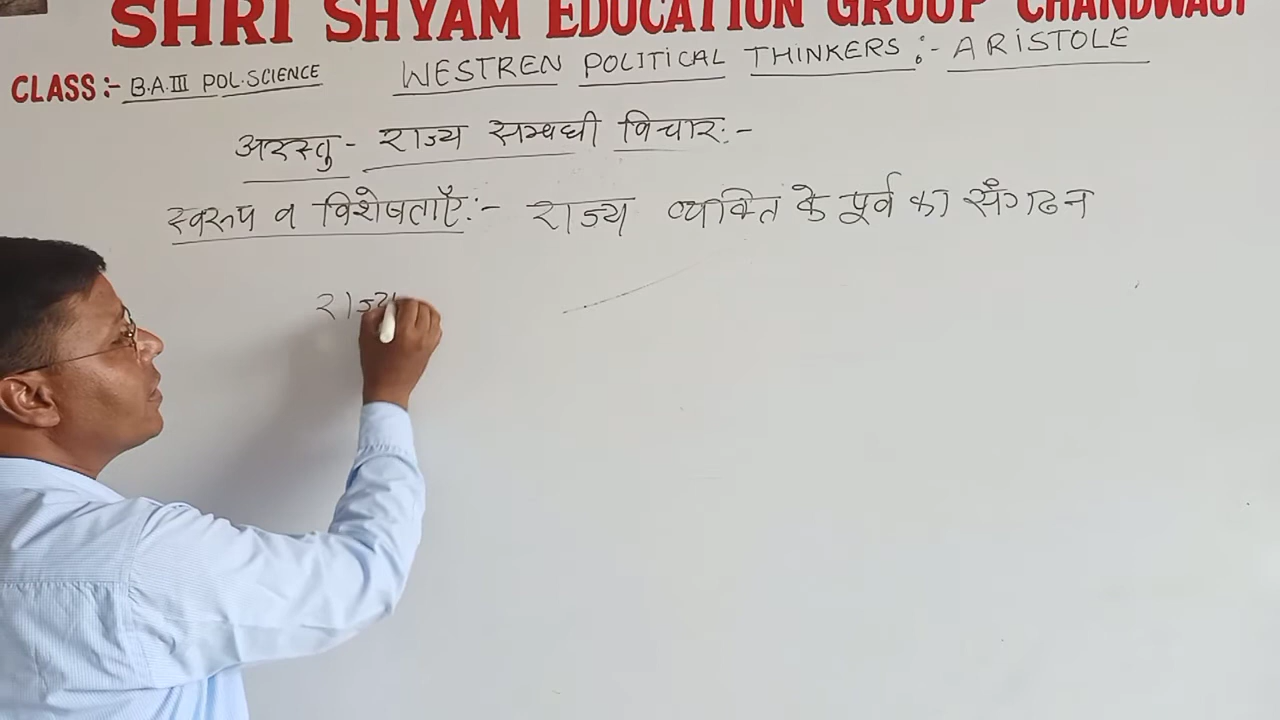 SHRI SHYAM EDUCATION GROUP CHANDWAJI
CLASS:- B.A.III POL.SCIENCE WESTREN POLITICAL THINKERS:- ARISTOLE
अरस्तु - राज्य सम्बधी विचार:-
स्वरूप व विशेषताएँ:- राज्य व्यक्ति के पूर्व का सँगठन
राज्य